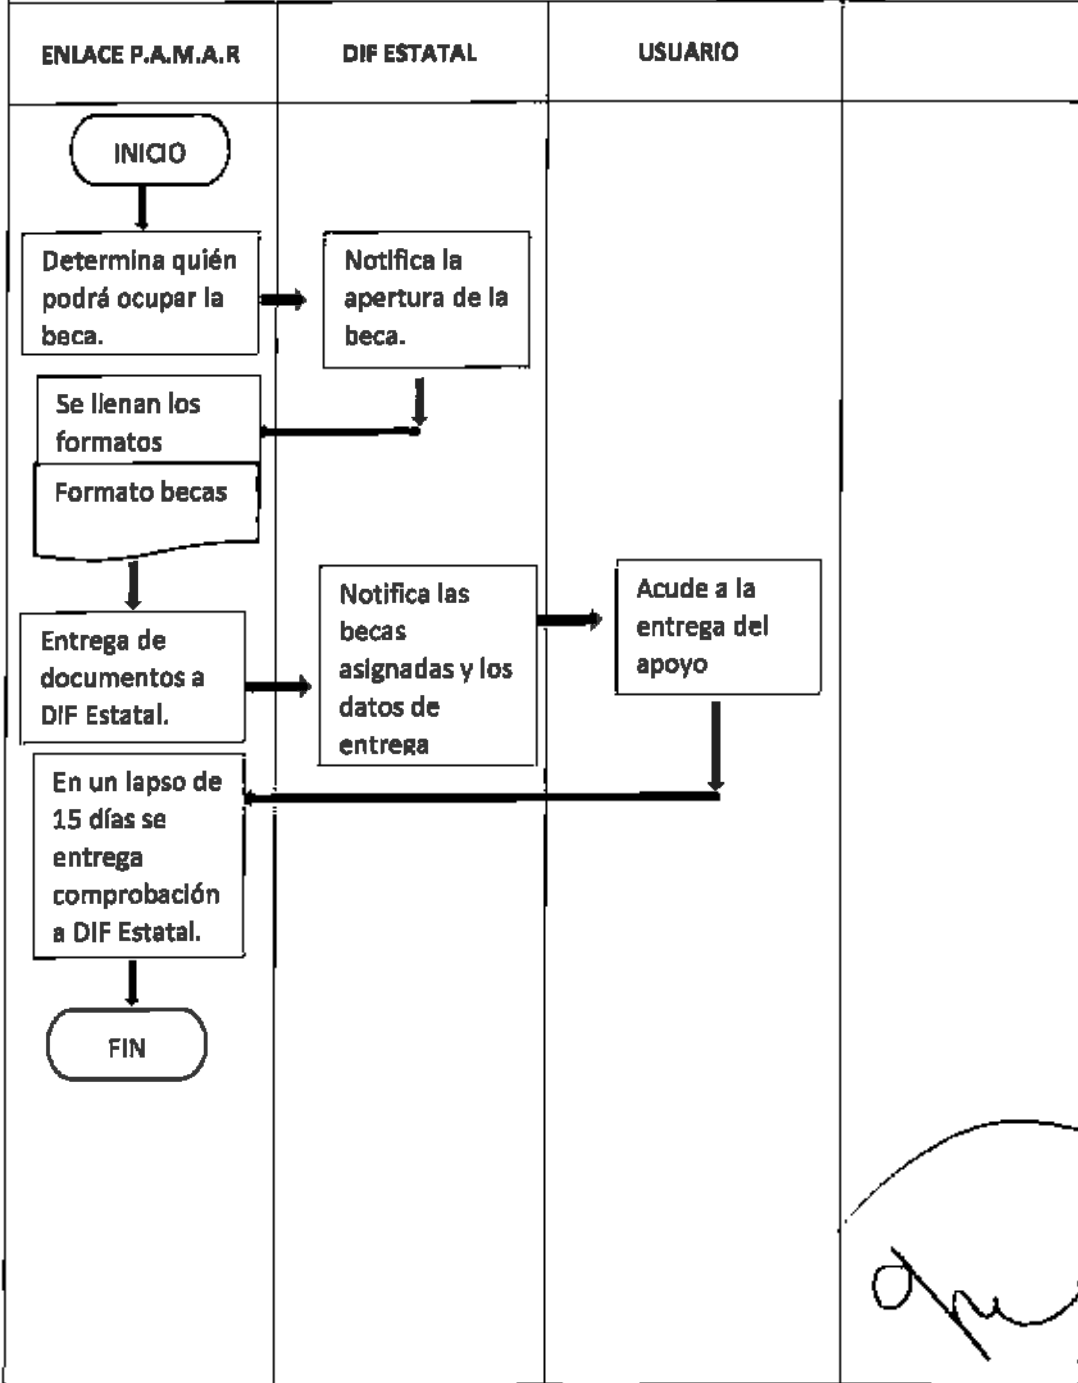 ENLACE P.A.M.A.R
DIF ESTATAL
USUARIO
INICIO
Determina quién
podrá ocupar la
beca.
Notifica la
apertura de la
beca.
Se llenan los
formatos
Formato becas
Entrega de
documentos a
DIF Estatal.
Notifica las
becas
asignadas y los
datos de
entrega
Acude a la
entrega del
apoyo
En un lapso de
15 días se
entrega
comprobación
a DIF Estatal.
FIN